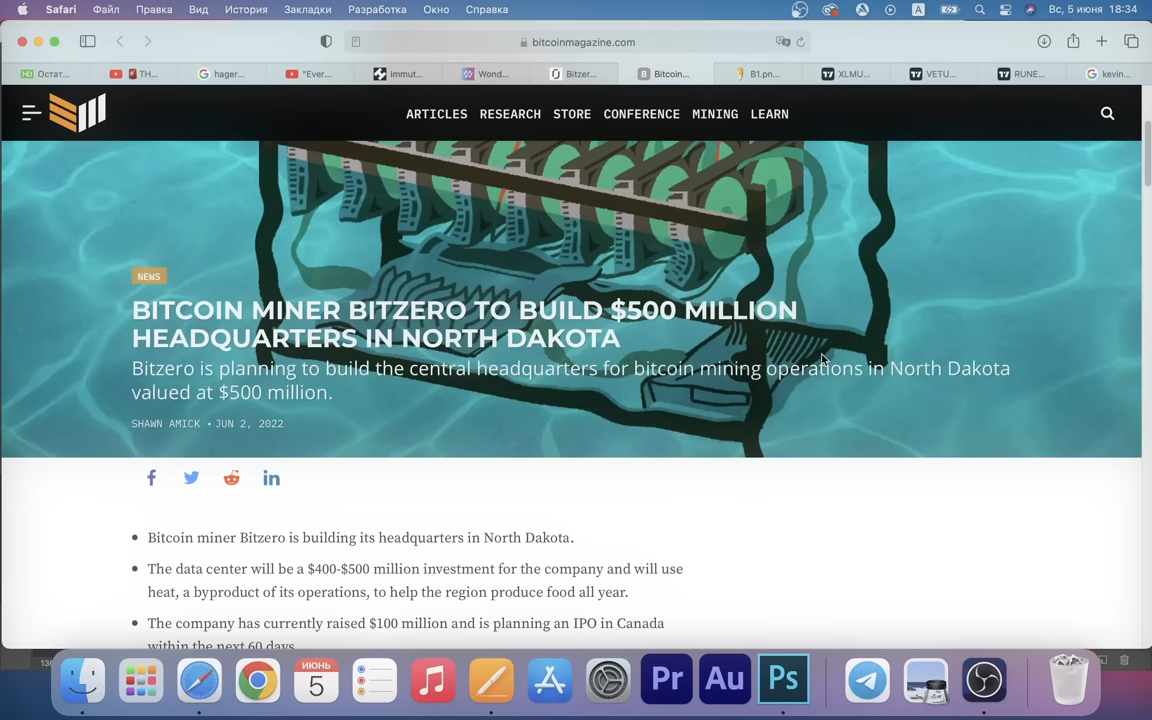 Safari Файл Правка Вид История Закладки Разработка Окно Справка A Вс, 5 июня 18:34
bitcoinmagazine.com
HD Остат... TH... hager... "Ever... Immut... Wond... Bitzer... B Bitcoin... B1.pn... XLMU... VETU... RUNE... kevin...
ARTICLES RESEARCH STORE CONFERENCE MINING LEARN
NEWS
BITCOIN MINER BITZERO TO BUILD $500 MILLION
HEADQUARTERS IN NORTH DAKOTA
Bitzero is planning to build the central headquarters for bitcoin mining operations in North Dakota
valued at $500 million.
SHAWN AMICK • JUN 2, 2022
• Bitcoin miner Bitzero is building its headquarters in North Dakota.
• The data center will be a $400-$500 million investment for the company and will use
heat, a byproduct of its operations, to help the region produce food all year.
• The company has currently raised $100 million and is planning an IPO in Canada
within the next 60 days
ИЮНЬ
5
Pr Au Ps